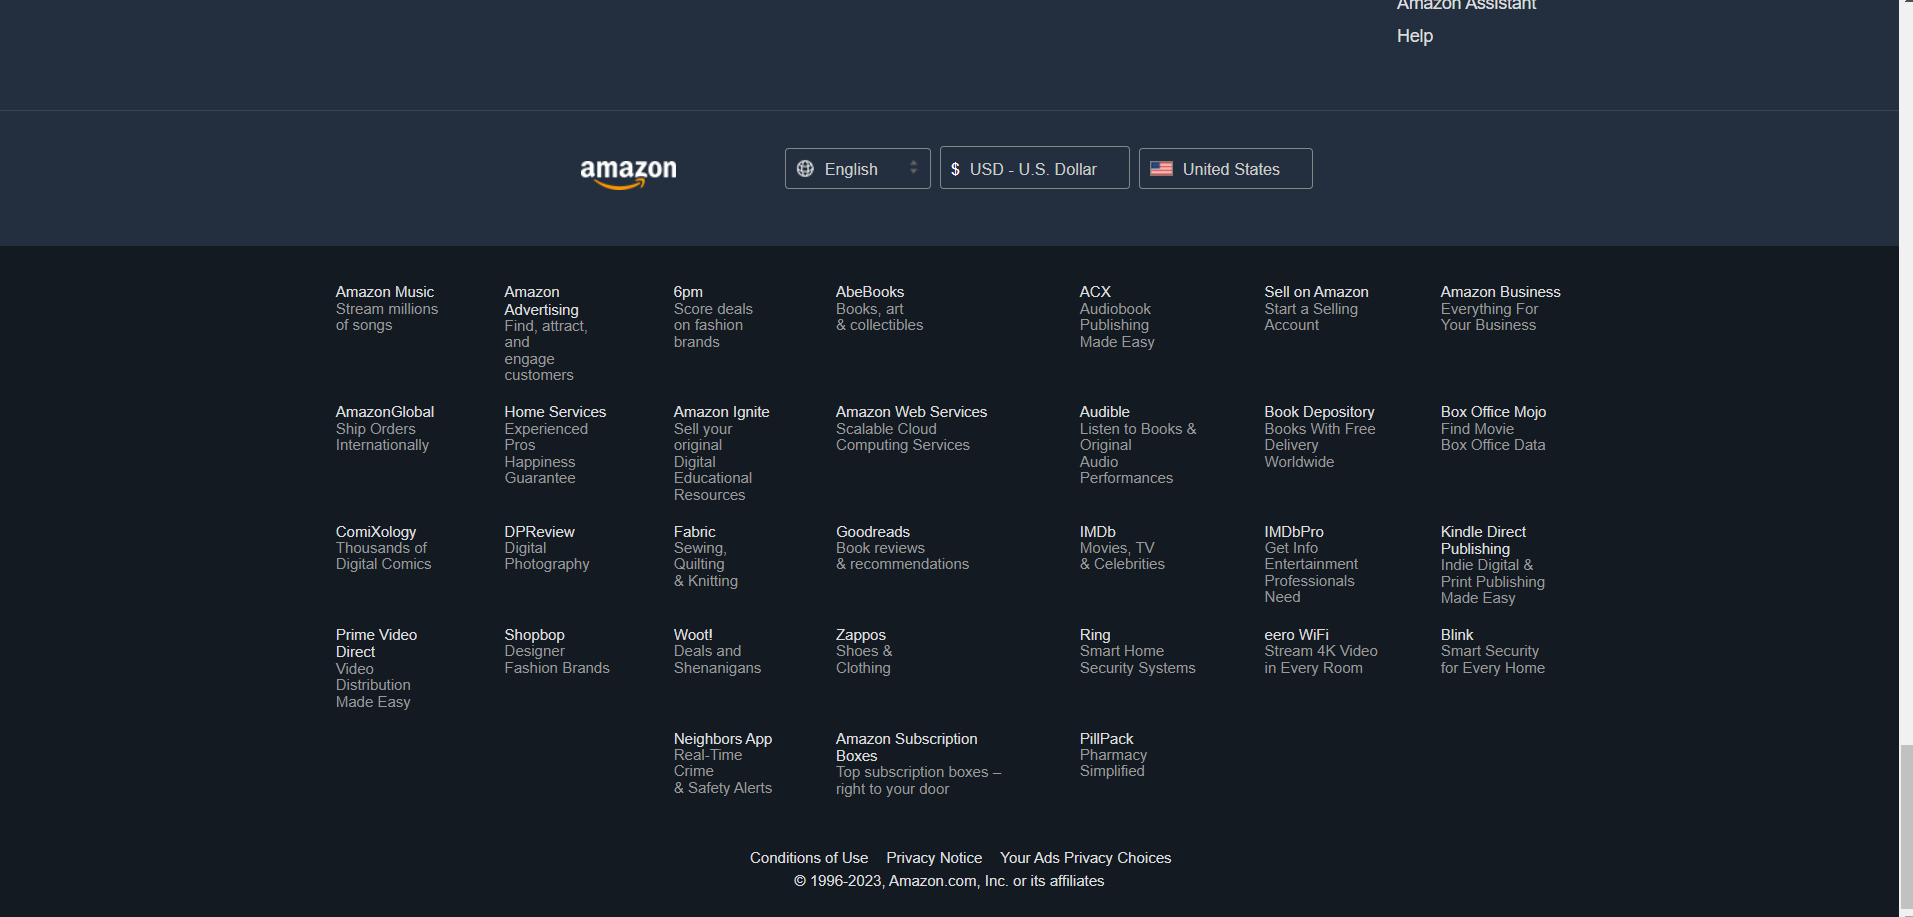 Amazon Assistant
Help
amazon
English
$ USD - U.S. Dollar
United States
Amazon Music
Stream millions
of songs
Amazon
Advertising
Find, attract,
and
engage
customers
6pm
Score deals
on fashion
brands
AbeBooks
Books, art
& collectibles
ACX
Audiobook
Publishing
Made Easy
Sell on Amazon
Start a Selling
Account
Amazon Business
Everything For
Your Business
AmazonGlobal
Ship Orders
Internationally
Home Services
Experienced
Pros
Happiness
Guarantee
Amazon Ignite
Sell your
original
Digital
Educational
Resources
Amazon Web Services
Scalable Cloud
Computing Services
Audible
Listen to Books &
Original
Audio
Performances
Book Depository
Books With Free
Delivery
Worldwide
Box Office Mojo
Find Movie
Box Office Data
ComiXology
Thousands of
Digital Comics
DPReview
Digital
Photography
Fabric
Sewing,
Quilting
& Knitting
Goodreads
Book reviews
& recommendations
IMDb
Movies, TV
& Celebrities
IMDbPro
Get Info
Entertainment
Professionals
Need
Kindle Direct
Publishing
Indie Digital &
Print Publishing
Made Easy
Prime Video
Direct
Video
Distribution
Made Easy
Shopbop
Designer
Fashion Brands
Woot!
Deals and
Shenanigans
Zappos
Shoes &
Clothing
Ring
Smart Home
Security Systems
eero WiFi
Stream 4K Video
in Every Room
Blink
Smart Security
for Every Home
Neighbors App
Real-Time
Crime
& Safety Alerts
Amazon Subscription
Boxes
Top subscription boxes –
right to your door
PillPack
Pharmacy
Simplified
Conditions of Use Privacy Notice Your Ads Privacy Choices
© 1996-2023, Amazon.com, Inc. or its affiliates